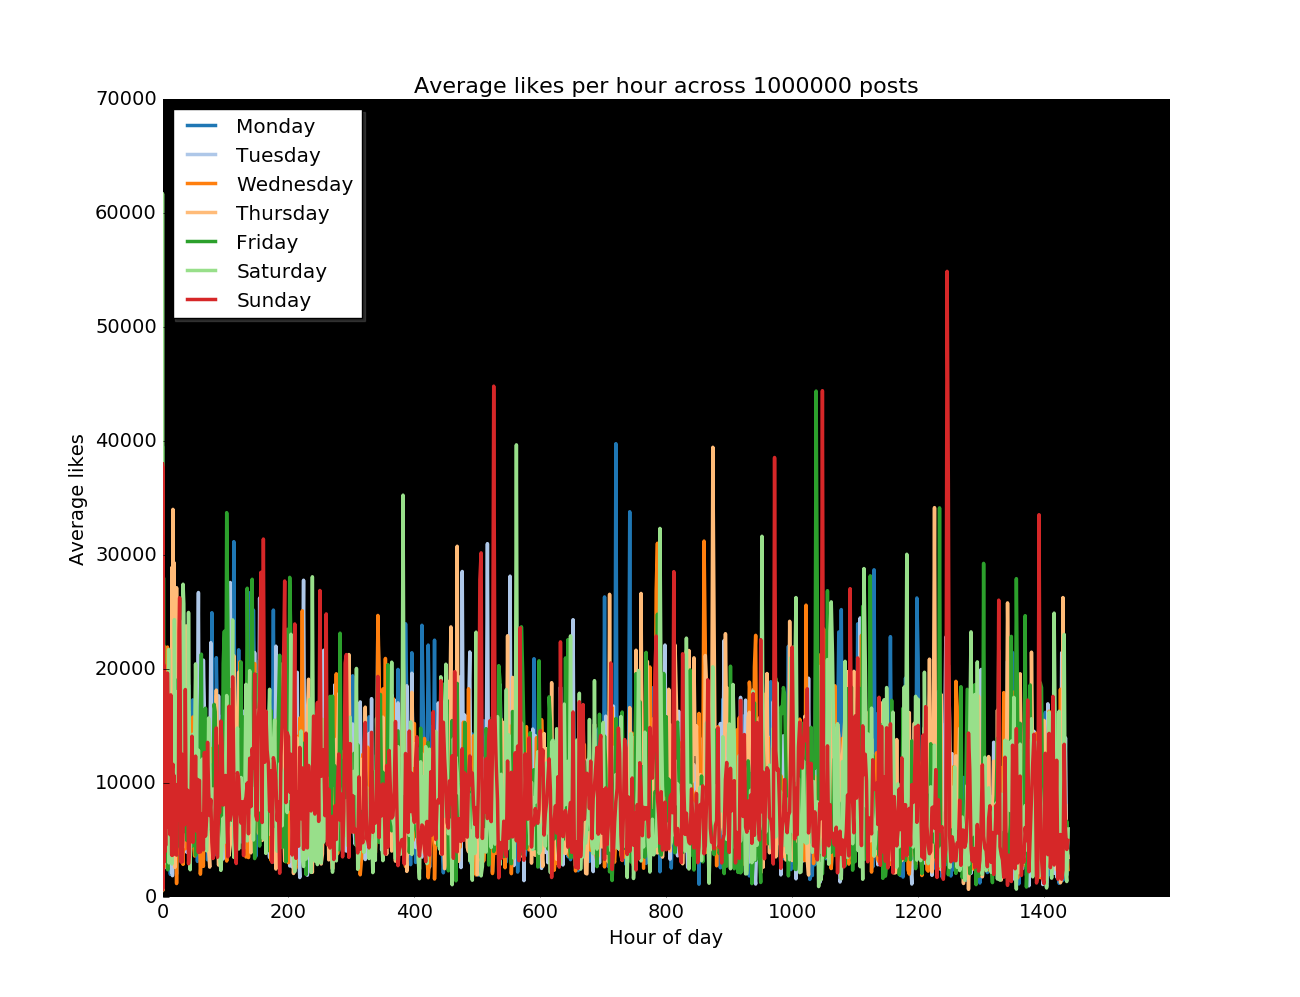 Average likes per hour across 1000000 posts
70000
60000
50000
40000
30000
20000
10000
0
Average likes
Monday
Tuesday
Wednesday
Thursday
Friday
Saturday
Sunday
0 200 400 600 800 1000 1200 1400
Hour of day